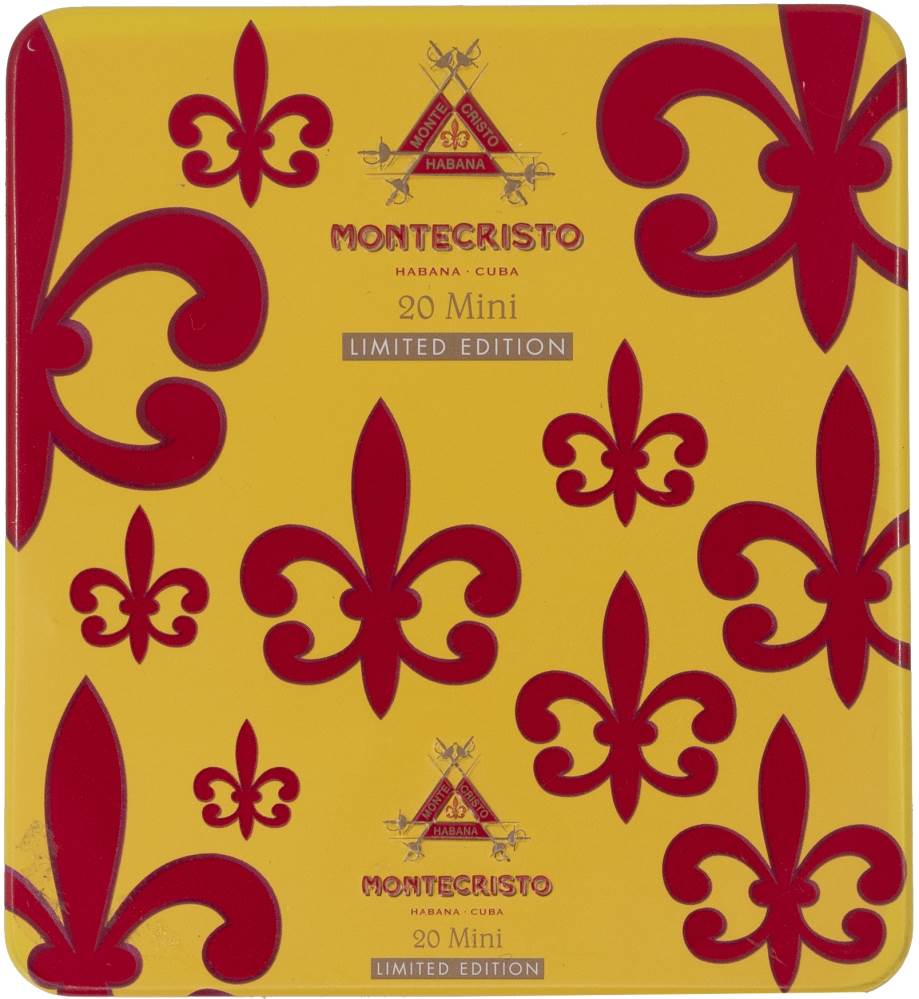 MONTE CRISTO
HABANA
MONTECRISTO
HABANA · CUBA
20 Mini
LIMITED EDITION
MONTE CRISTO
HABANA
MONTECRISTO
HABANA · CUBA
20 Mini
LIMITED EDITION